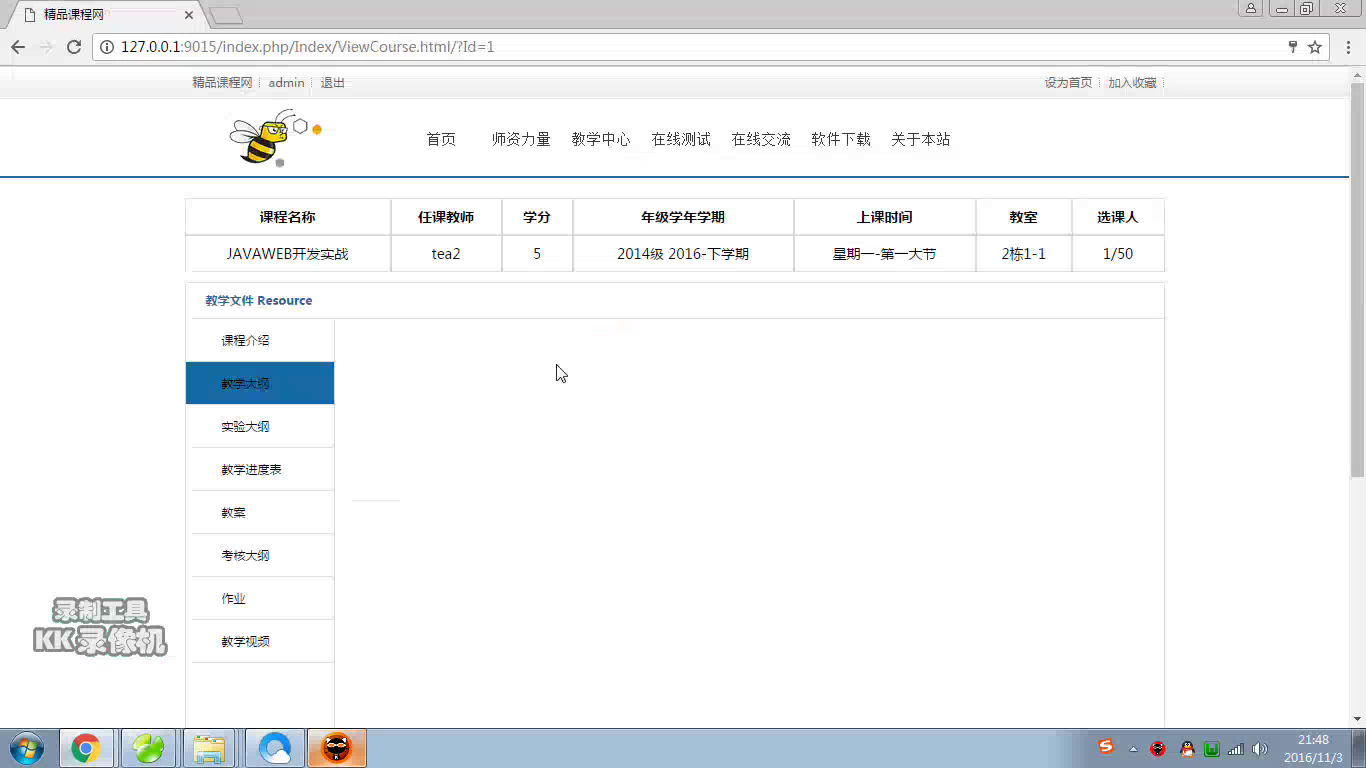 精品课程网
127.0.0.1:9015/index.php/Index/ViewCourse.html/?Id=1
精品课程网 admin 退出 设为首页 加入收藏
首页 师资力量 教学中心 在线测试 在线交流 软件下载 关于本站
课程名称 任课教师 学分 年级学年学期 上课时间 教室 选课人
JAVAWEB开发实战 tea2 5 2014级 2016-下学期 星期一-第一大节 2栋1-1 1/50
教学文件 Resource
课程介绍
教学大纲
实验大纲
教学进度表
教案
考核大纲
作业
教学视频
录制工具
KK录像机
21:48
2016/11/3